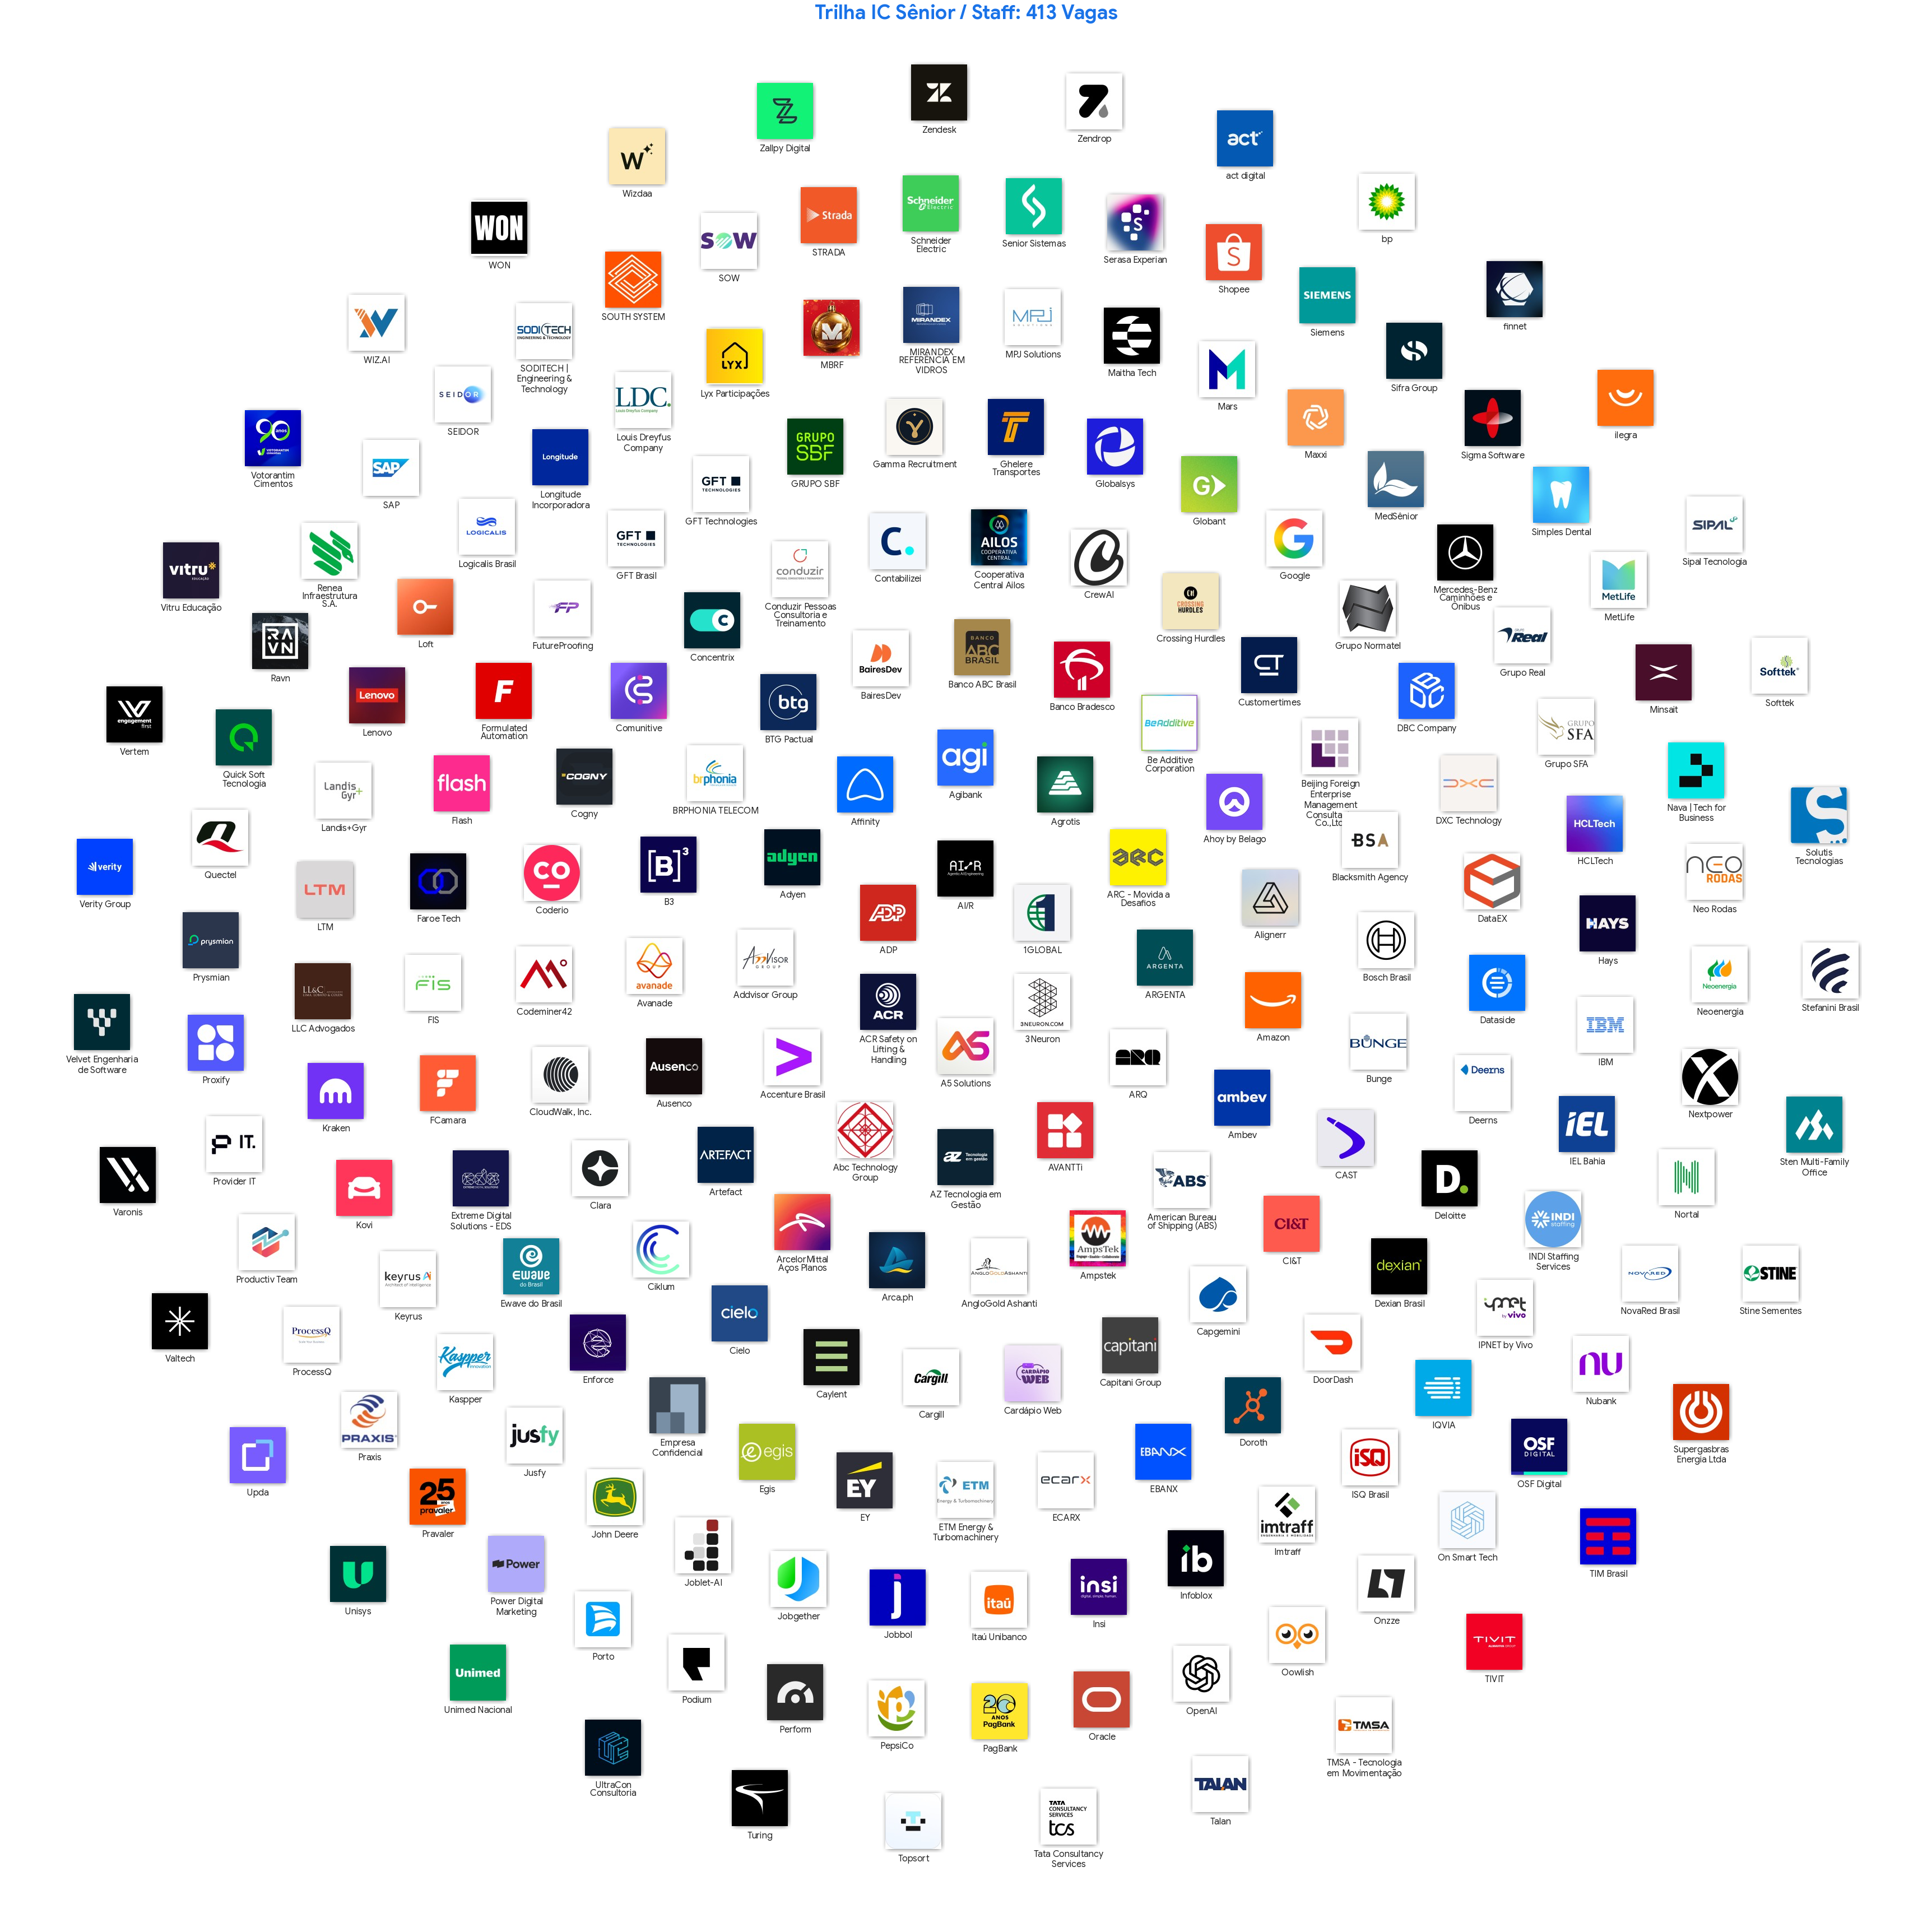 Trilha IC Sênior / Staff: 413 Vagas
Zendesk
Zendrop
Zallpy Digital
act digital
Wizdaa
bp
WON
STRADA
Schneider
Electric
Senior Sistemas
Serasa Experian
SOW
Shopee
SOUTH SYSTEM
Siemens
finnet
WIZ.AI
SODITECH |
Engineering &
Technology
Lyx Participações
MBRF
MIRANDEX
REFERÊNCIA EM
VIDROS
MPJ Solutions
Maitha Tech
Mars
Sifra Group
SEIDOR
Louis Dreyfus
Company
Maxxi
Sigma Software
ilegra
Votorantim
Cimentos
SAP
Longitude
Incorporadora
GFT Technologies
GRUPO SBF
Gamma Recruitment
Ghelere
Transportes
Globalsys
Globant
MedSênior
Simples Dental
Sipal Tecnologia
Vitru Educação
Renea
Infraestrutura
S.A.
Logicalis Brasil
GFT Brasil
Conduzir Pessoas
Consultoria e
Treinamento
Contabilizei
Cooperativa
Central Ailos
CrewAI
Crossing Hurdles
Google
Grupo Normatel
Mercedes-Benz
Caminhões e
Ônibus
MetLife
Ravn
Loft
FutureProofing
Concentrix
BairesDev
Banco ABC Brasil
Banco Bradesco
Customertimes
Grupo Real
Minsait
Softtek
Vertem
Quick Soft
Tecnologia
Lenovo
Formulated
Automation
Comunitive
BTG Pactual
Be Additive
Corporation
DBC Company
Grupo SFA
Landis+Gyr
Flash
Cogny
BRPHONIA TELECOM
Affinity
Agibank
Agrotis
Ahoy by Belago
Beijing Foreign
Enterprise
Management
Consulta
Co.,Ltd
DXC Technology
HCLTech
Nava | Tech for
Business
Solutis
Tecnologias
Verity Group
Quectel
LTM
Faroe Tech
Coderio
B3
Adyen
ADP
AI/R
1GLOBAL
ARC - Movida a
Desafios
Alignerr
Blacksmith Agency
DataEX
Hays
Neo Rodas
Prysmian
LLC Advogados
FIS
Codeminer42
Avanade
Addvisor Group
ACR Safety on
Lifting &
Handling
A5 Solutions
3Neuron
ARGENTA
Amazon
Bosch Brasil
Dataside
IBM
Neoenergia
Stefanini Brasil
Velvet Engenharia
de Software
Proxify
Kraken
FCamara
CloudWalk, Inc.
Ausenco
Accenture Brasil
ARQ
Ambev
Bunge
Deerns
IEL Bahia
Nextpower
Sten Multi-Family
Office
Varonis
Provider IT
Kovi
Extreme Digital
Solutions - EDS
Clara
Artefact
Abc Technology
Group
AZ Tecnologia em
Gestão
AVANTTi
American Bureau
of Shipping (ABS)
CAST
Deloitte
INDI Staffing
Services
Nortal
Productiv Team
Keyrus
Ewave do Brasil
Ciklum
ArcelorMittal
Aços Planos
Arca.ph
AngloGold Ashanti
Ampstek
Capgemini
CI&T
Dexian Brasil
IPNET by Vivo
NovaRed Brasil
Stine Sementes
Valtech
ProcessQ
Kaspper
Enforce
Cielo
Caylent
Cargill
Cardápio Web
Capitani Group
DoorDash
IQVIA
Nubank
Supergasbras
Energia Ltda
Upda
Praxis
Jusfy
Empresa
Confidencial
Egis
EY
ETM Energy &
Turbomachinery
ECARX
EBANX
Doroth
ISQ Brasil
OSF Digital
TIM Brasil
Unisys
Pravaler
Power Digital
Marketing
John Deere
Joblet-AI
Jobgether
Jobbol
Itaú Unibanco
Insi
Infoblox
Imtraff
On Smart Tech
Unimed Nacional
Porto
Podium
Perform
PepsiCo
PagBank
Oracle
OpenAI
Oowlish
Onzze
TIVIT
UltraCon
Consultoria
Turing
Topsort
Tata Consultancy
Services
Talan
TMSA - Tecnologia
em Movimentação